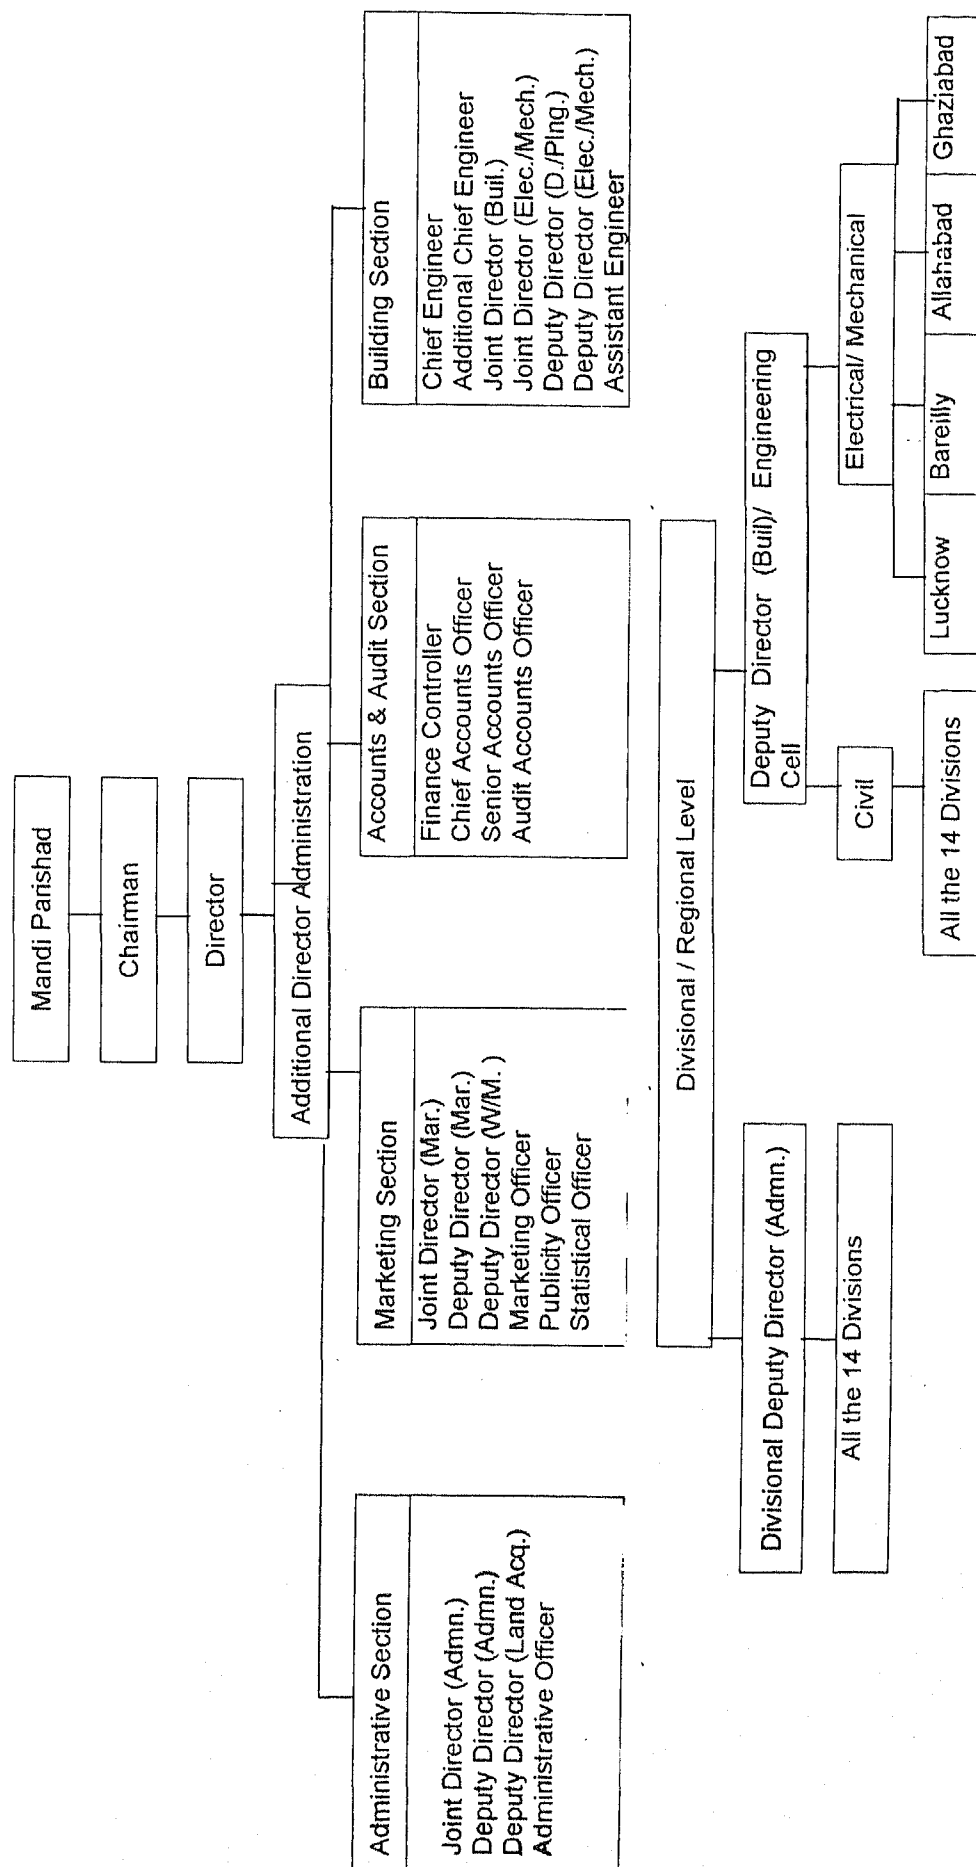 Mandi Parishad
Chairman
Director
Additional Director Administration
Administrative Section
Joint Director (Admn.)
Deputy Director (Admn.)
Deputy Director (Land Acq.)
Administrative Officer
Marketing Section
Joint Director (Mar.)
Deputy Director (Mar.)
Deputy Director (W/M. )
Marketing Officer
Publicity Officer
Statistical Officer
Accounts & Audit Section
Finance Controller
Chief Accounts Officer
Senior Accounts Officer
Audit Accounts Officer
Building Section
Chief Engineer
Additional Chief Engineer
Joint Director (Buil.)
Joint Director (Elec./Mech.)
Deputy Director (D./Plng.)
Deputy Director (Elec./Mech.)
Assistant Engineer
Divisional / Regional Level
Divisional Deputy Director (Admn.)
All the 14 Divisions
Deputy Director (Buil)/ Engineering
Cell
Civil
All the 14 Divisions
Electrical/ Mechanical
Lucknow
Bareilly
Allahabad
Ghaziabad